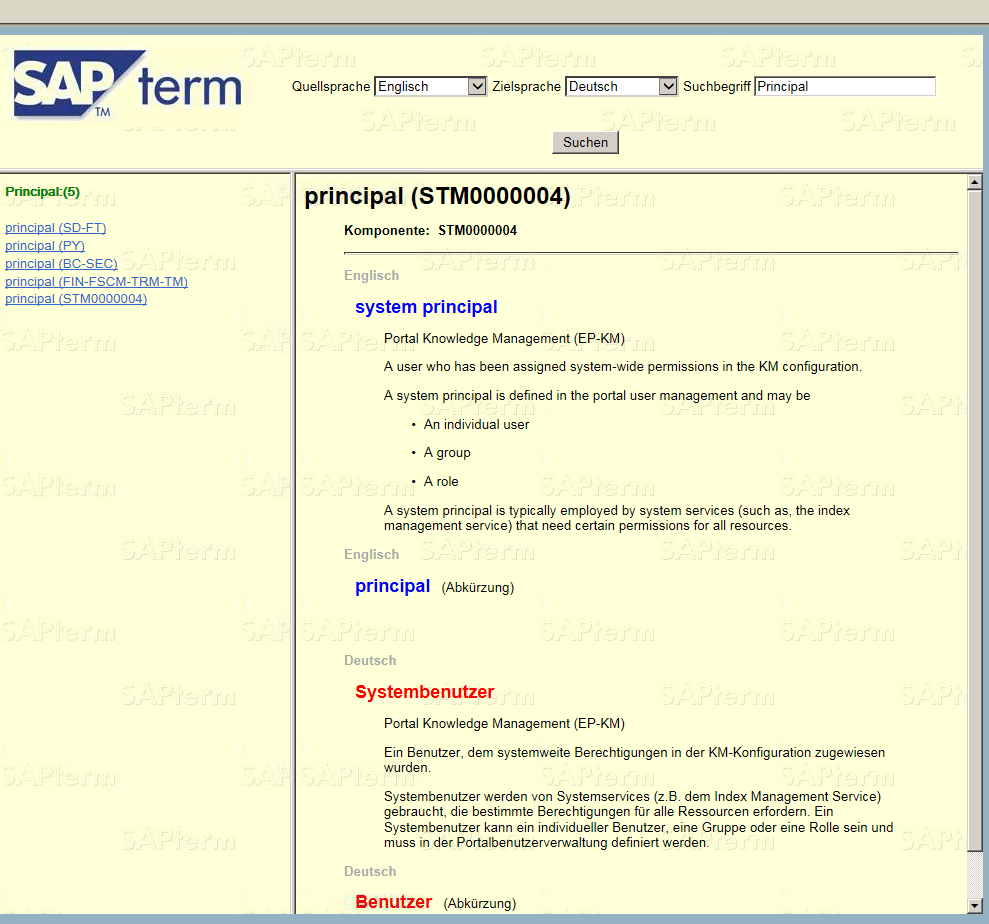 SAP term
TM
Quellsprache Englisch Zielsprache Deutsch Suchbegriff Principal
Suchen
Principal:(5)
principal (SD-FT)
principal (PY)
principal (BC-SEC)
principal (FIN-FSCM-TRM-TM)
principal (STM0000004)
principal (STM0000004)
Komponente: STM0000004
Englisch
system principal
Portal Knowledge Management (EP-KM)
A user who has been assigned system-wide permissions in the KM configuration.
A system principal is defined in the portal user management and may be
• An individual user
• A group
• A role
A system principal is typically employed by system services (such as, the index
management service) that need certain permissions for all resources.
Englisch
principal (Abkürzung)
Deutsch
Systembenutzer
Portal Knowledge Management (EP-KM)
Ein Benutzer, dem systemweite Berechtigungen in der KM-Konfiguration zugewiesen
wurden.
Systembenutzer werden von Systemservices (z.B. dem Index Management Service)
gebraucht, die bestimmte Berechtigungen für alle Ressourcen erfordern. Ein
Systembenutzer kann ein individueller Benutzer, eine Gruppe oder eine Rolle sein und
muss in der Portalbenutzerverwaltung definiert werden.
Deutsch
Benutzer (Abkürzung)